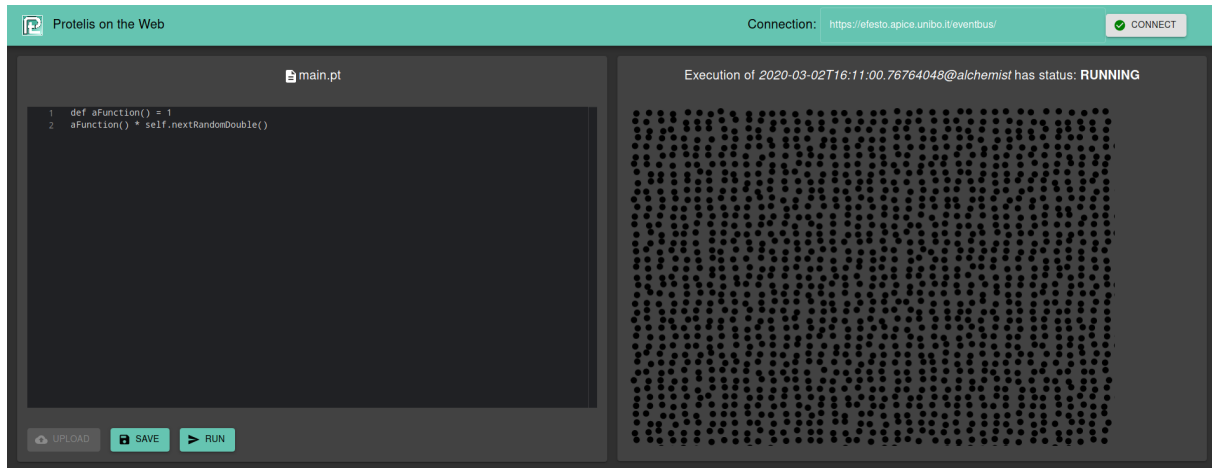 Protelis on the Web
Connection: https://efesto.apice.unibo.it/eventbus/ CONNECT
main.pt
1 def aFunction() = 1
2 aFunction() * self.nextRandomDouble()
UPLOAD SAVE RUN
Execution of 2020-03-02T16:11:00.76764048@alchemist has status: RUNNING